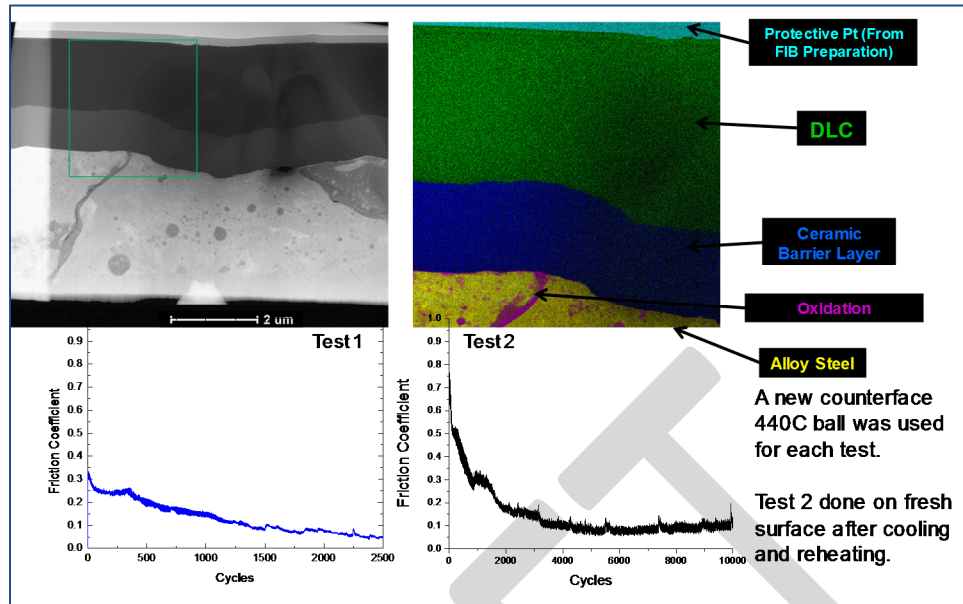 Protective Pt (From
FIB Preparation)
DLC
Ceramic
Barrier Layer
Oxidation
Alloy Steel
2 um
Test 1
0.9
0.8
0.7
0.6
0.5
0.4
0.3
0.2
0.1
0.0
Friction Coefficient
0
500
1000
1500
2000
2500
Cycles
Test 2
1.0
0.9
0.8
0.7
0.6
0.5
0.4
0.3
0.2
0.1
0.0
Friction Coefficient
0
2000
4000
6000
8000
10000
Cycles
A new counterface
440C ball was used
for each test.
Test 2 done on fresh
surface after cooling
and reheating.